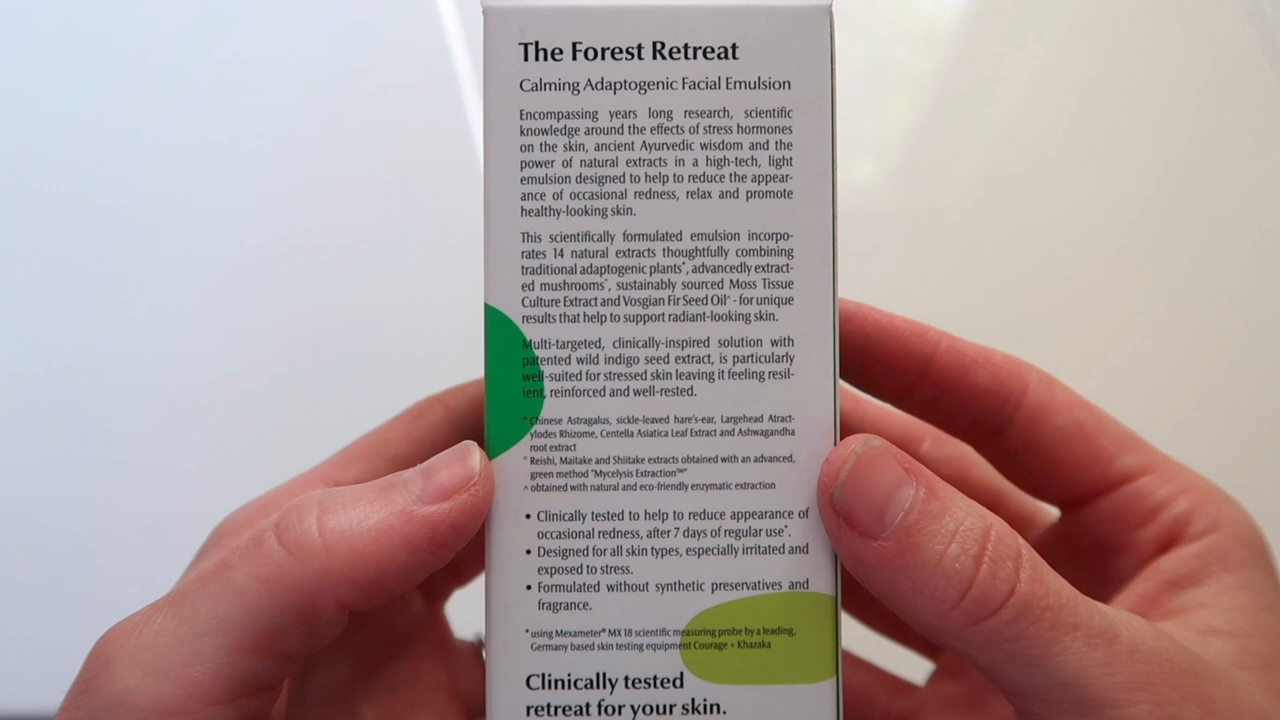 The Forest Retreat
Calming Adaptogenic Facial Emulsion
Encompassing years long research, scientific
knowledge around the effects of stress hormones
on the skin, ancient Ayurvedic wisdom and the
power of natural extracts in a high-tech, light
emulsion designed to help to reduce the appear-
ance of occasional redness, relax and promote
healthy-looking skin.
This scientifically formulated emulsion incorpo-
rates 14 natural extracts thoughtfully combining
traditional adaptogenic plants*, advancedly extract-
ed mushrooms°, sustainably sourced Moss Tissue
Culture Extract and Vosgian Fir Seed Oil^ - for unique
results that help to support radiant-looking skin.
Multi-targeted, clinically-inspired solution with
patented wild indigo seed extract, is particularly
well-suited for stressed skin leaving it feeling resil-
ient, reinforced and well-rested.
* Chinese Astragalus, sickle-leaved hare's-ear, Largehead Atract-
ylodes Rhizome, Centella Asiatica Leaf Extract and Ashwagandha
root extract
° Reishi, Maitake and Shiitake extracts obtained with an advanced,
green method "Mycelysis Extraction™"
^ obtained with natural and eco-friendly enzymatic extraction
• Clinically tested to help to reduce appearance of
occasional redness, after 7 days of regular use*.
• Designed for all skin types, especially irritated and
exposed to stress.
• Formulated without synthetic preservatives and
fragrance.
* using Mexameter® MX 18 scientific measuring probe by a leading,
Germany based skin testing equipment Courage + Khazaka
Clinically tested
retreat for your skin.